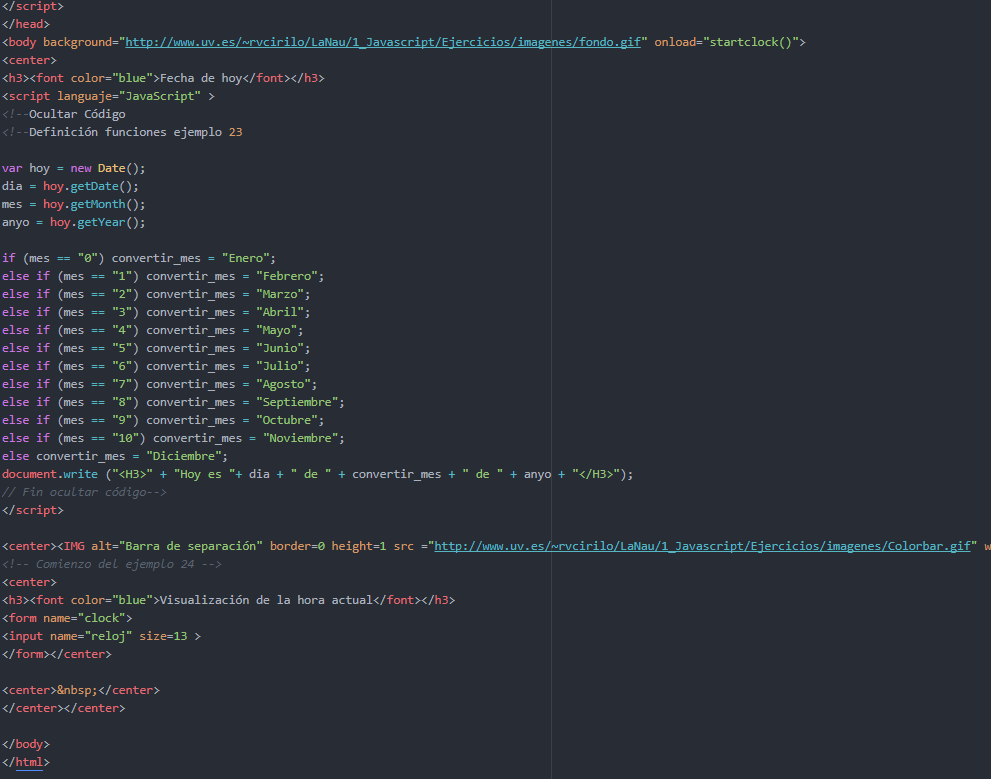 </script>
</head>
<body background="http://www.uv.es/~rvcirilo/LaNau/1_Javascript/Ejercicios/imagenes/fondo.gif" onload="startclock()">
<center>
<h3><font color="blue">Fecha de hoy</font></h3>
<script languaje="JavaScript" >
<!--Ocultar Código
<!--Definición funciones ejemplo 23
var hoy = new Date();
dia = hoy.getDate();
mes = hoy.getMonth();
anyo = hoy.getYear();
if (mes == "0") convertir_mes = "Enero";
else if (mes == "1") convertir_mes = "Febrero";
else if (mes == "2") convertir_mes = "Marzo";
else if (mes == "3") convertir_mes = "Abril";
else if (mes == "4") convertir_mes = "Mayo";
else if (mes == "5") convertir_mes = "Junio";
else if (mes == "6") convertir_mes = "Julio";
else if (mes == "7") convertir_mes = "Agosto";
else if (mes == "8") convertir_mes = "Septiembre";
else if (mes == "9") convertir_mes = "Octubre";
else if (mes == "10") convertir_mes = "Noviembre";
else convertir_mes = "Diciembre";
document.write ("<H3>" + "Hoy es "+ dia + " de " + convertir_mes + " de " + anyo + "</H3>");
// Fin ocultar código-->
</script>
<center><IMG alt="Barra de separación" border=0 height=1 src ="http://www.uv.es/~rvcirilo/LaNau/1_Javascript/Ejercicios/imagenes/Colorbar.gif" w
<!-- Comienzo del ejemplo 24 -->
<center>
<h3><font color="blue">Visualización de la hora actual</font></h3>
<form name="clock">
<input name="reloj" size=13 >
</form></center>
<center>&nbsp;</center>
</center></center>
</body>
</html>